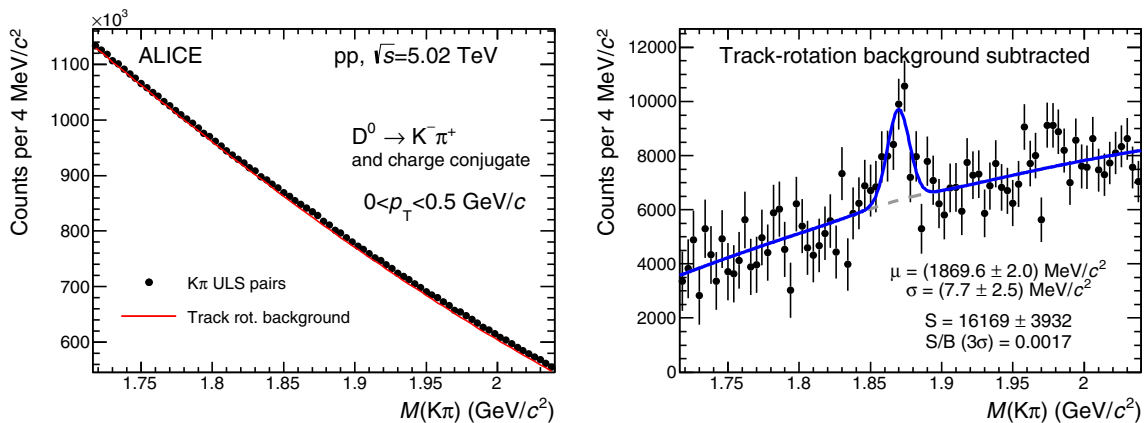 ×10³
ALICE
pp, √s=5.02 TeV
D⁰ → K⁻π⁺
and charge conjugate
0<p_T<0.5 GeV/c
Kπ ULS pairs
Track rot. background
Counts per 4 MeV/c²
1100
1000
900
800
700
600
1.75
1.8
1.85
1.9
1.95
2
M(Kπ) (GeV/c²)
Track-rotation background subtracted
Counts per 4 MeV/c²
12000
10000
8000
6000
4000
2000
0
μ = (1869.6 ± 2.0) MeV/c²
σ = (7.7 ± 2.5) MeV/c²
S = 16169 ± 3932
S/B (3σ) = 0.0017
1.75
1.8
1.85
1.9
1.95
2
M(Kπ) (GeV/c²)